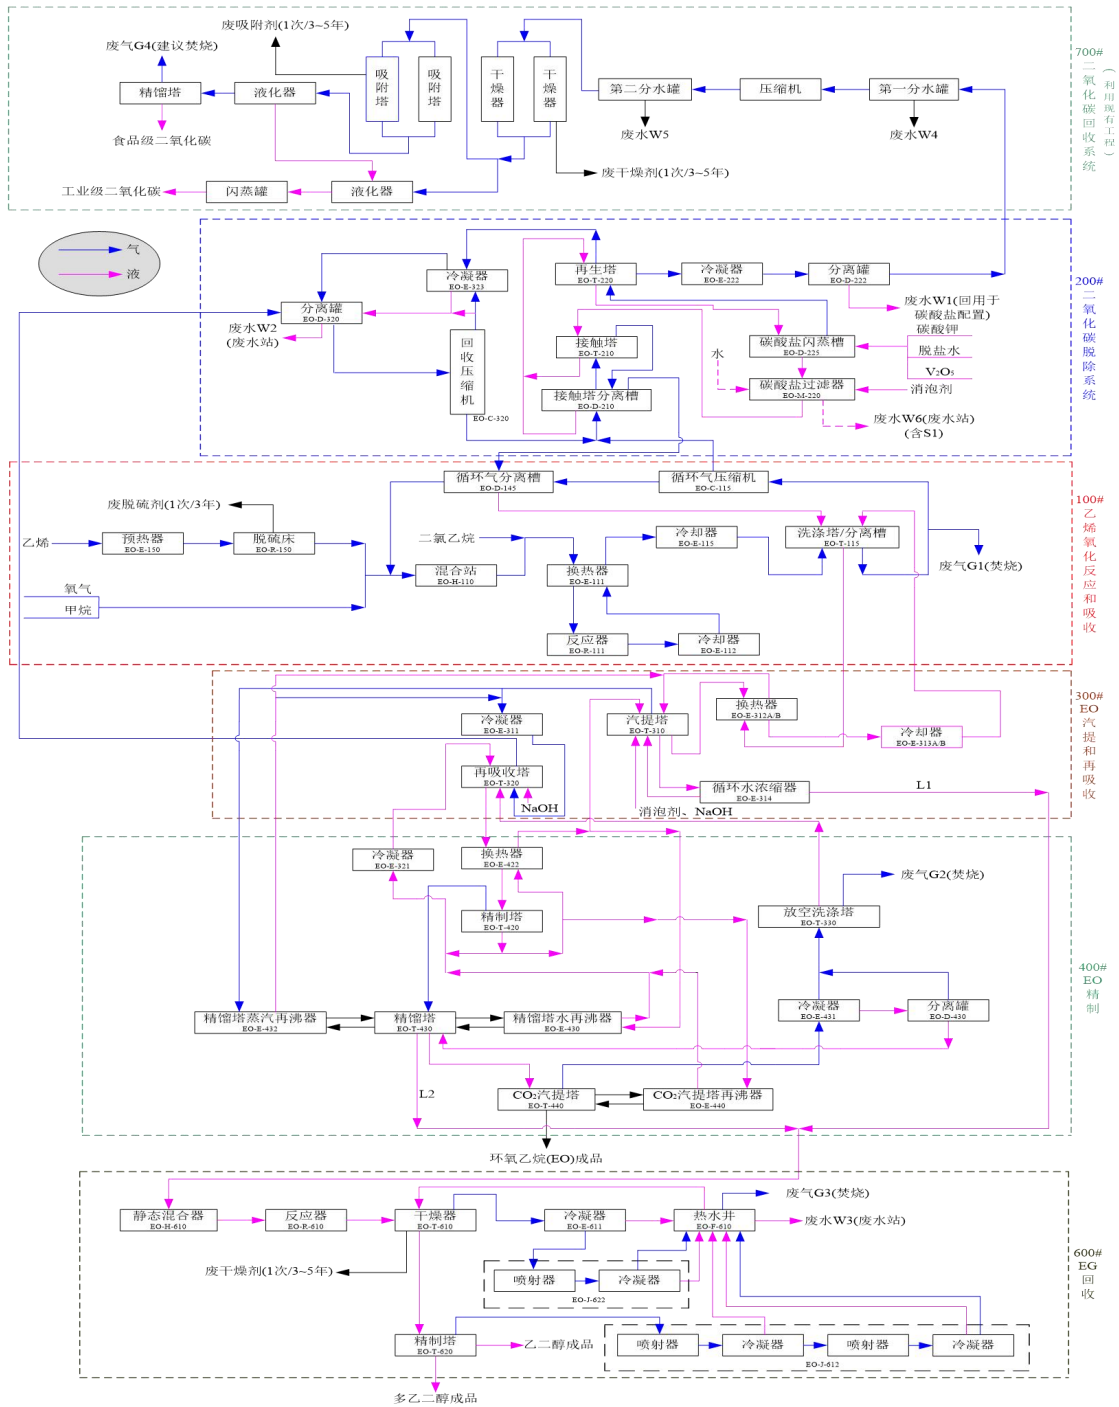 废吸附剂(1次/3~5年)
废气G4(建议焚烧)
精馏塔
液化器
吸附塔
吸附塔
干燥器
干燥器
第二分水罐
压缩机
第一分水罐
废水W5
废水W4
食品级二氧化碳
废干燥剂(1次/3~5年)
工业级二氧化碳
闪蒸罐
液化器
700#
二氧化碳回收系统
(利用现有工程)
气
液
冷凝器
EO-E-323
再生塔
EO-T-220
冷凝器
EO-E-222
分离罐
EO-D-222
分离罐
EO-D-320
废水W2
(废水站)
回收压缩机
EO-C-320
接触塔
EO-T-210
接触塔分离槽
EO-D-210
水
碳酸盐闪蒸槽
EO-D-225
碳酸盐过滤器
EO-M-220
废水W1(回用于
碳酸盐配置)
碳酸钾
脱盐水
V₂O₅
消泡剂
废水W6(废水站)
(含S1)
200#
二氧化碳脱除系统
循环气分离槽
EO-D-145
循环气压缩机
EO-C-115
废脱硫剂(1次/3年)
乙烯
预热器
EO-E-150
脱硫床
EO-R-150
二氯乙烷
冷却器
EO-E-115
洗涤塔/分离槽
EO-T-115
废气G1(焚烧)
氧气
甲烷
混合站
EO-H-110
换热器
EO-E-111
反应器
EO-R-111
冷却器
EO-E-112
100#
乙烯氧化反应和吸收
冷凝器
EO-E-311
汽提塔
EO-T-310
换热器
EO-E-312A/B
冷却器
EO-E-313A/B
再吸收塔
EO-T-320
NaOH
循环水浓缩器
EO-E-314
L1
消泡剂、NaOH
300#
EO
汽提和再吸收
冷凝器
EO-E-321
换热器
EO-E-422
废气G2(焚烧)
精制塔
EO-T-420
放空洗涤塔
EO-T-330
精馏塔蒸汽再沸器
EO-E-432
精馏塔
EO-T-430
精馏塔水再沸器
EO-E-430
冷凝器
EO-E-431
分离罐
EO-D-430
L2
CO₂汽提塔
EO-T-440
CO₂汽提塔再沸器
EO-E-440
环氧乙烷(EO)成品
400#
EO
精制
静态混合器
EO-H-610
反应器
EO-R-610
干燥器
EO-T-610
冷凝器
EO-E-611
热水井
EO-F-610
废气G3(焚烧)
废水W3(废水站)
废干燥剂(1次/3~5年)
喷射器
冷凝器
EO-J-622
精制塔
EO-T-620
乙二醇成品
喷射器
冷凝器
喷射器
冷凝器
EO-J-612
多乙二醇成品
600#
EG
回收